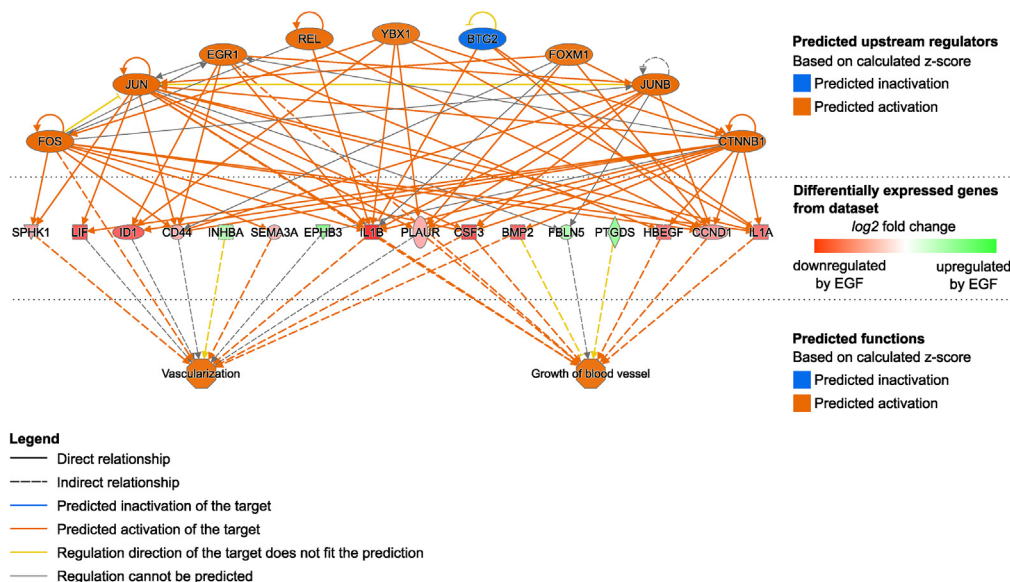 REL
YBX1
BTG2
EGR1
FOXM1
JUN
JUNB
FOS
CTNNB1
SPHK1
LIF
ID1
CD44
INHBA
SEMA3A
EPHB3
IL1B
PLAUR
CSF3
BMP2
FBLN5
PTGDS
HBEGF
CCND1
IL1A
Vascularization
Growth of blood vessel
Predicted upstream regulators
Based on calculated z-score
Predicted inactivation
Predicted activation
Differentially expressed genes
from dataset
log2 fold change
downregulated
by EGF
upregulated
by EGF
Predicted functions
Based on calculated z-score
Predicted inactivation
Predicted activation
Legend
Direct relationship
Indirect relationship
Predicted inactivation of the target
Predicted activation of the target
Regulation direction of the target does not fit the prediction
Regulation cannot be predicted